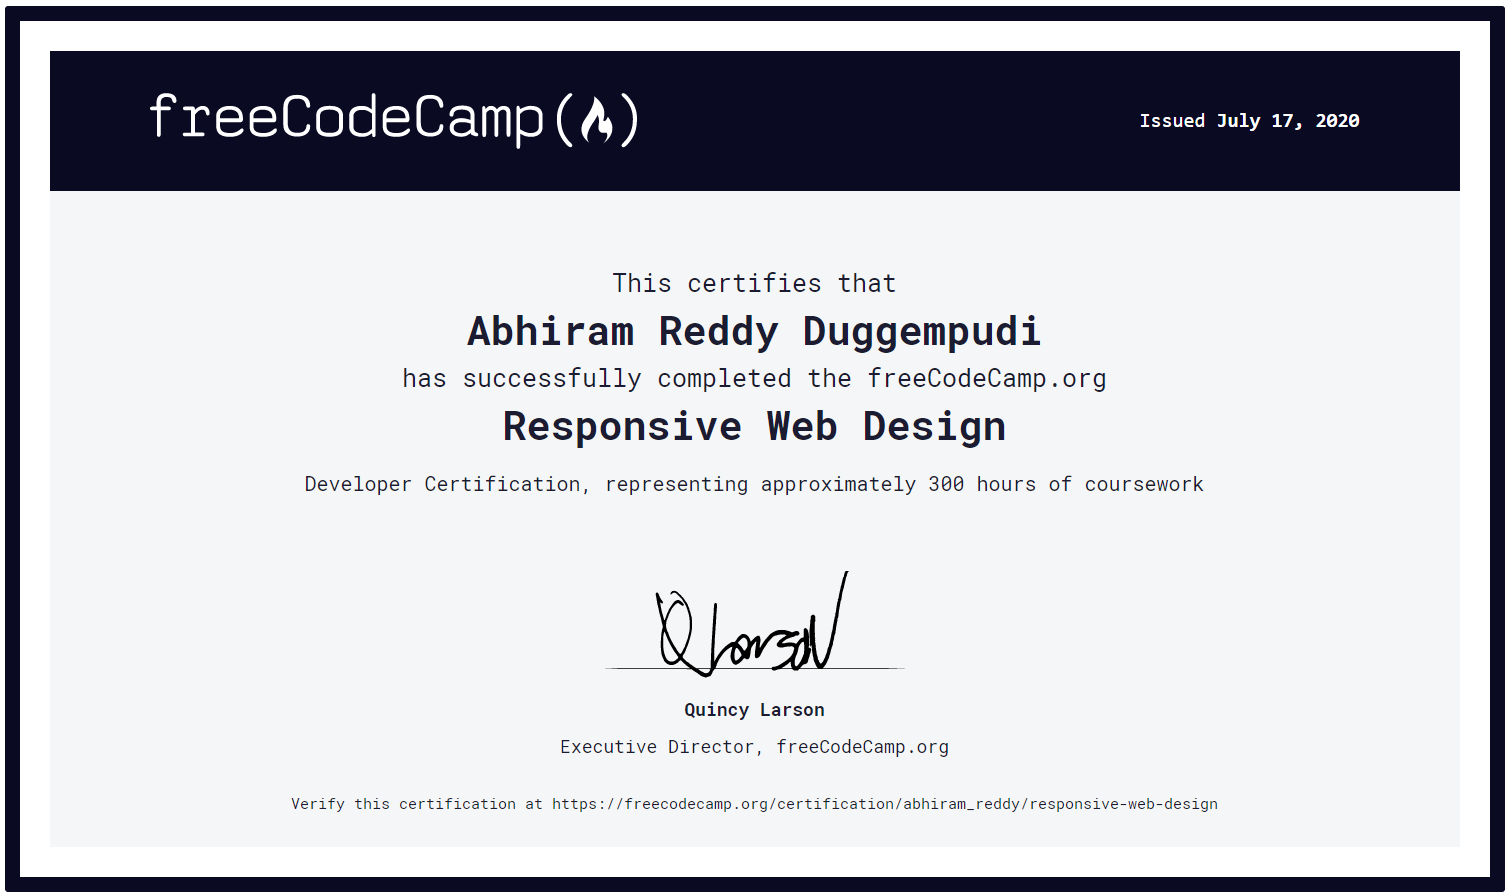 freeCodeCamp
Issued July 17, 2020
This certifies that
Abhiram Reddy Duggempudi
has successfully completed the freeCodeCamp.org
Responsive Web Design
Developer Certification, representing approximately 300 hours of coursework
Q Larson
Quincy Larson
Executive Director, freeCodeCamp.org
Verify this certification at https://freecodecamp.org/certification/abhiram_reddy/responsive-web-design